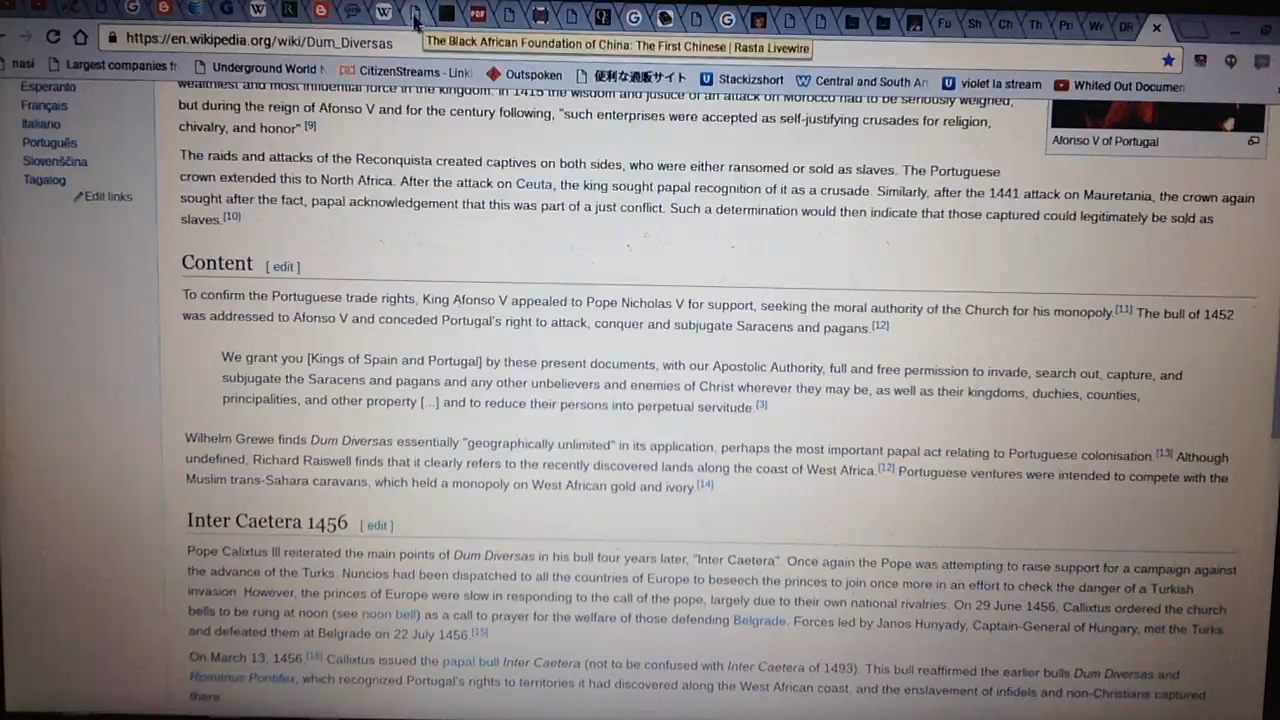 Fu Sh Ch Th Pri Wr DR
https://en.wikipedia.org/wiki/Dum_Diversas
The Black African Foundation of China: The First Chinese | Rasta Livewire
nasi Largest companies fr Underground World N CitizenStreams - Linki Outspoken 便利な通販サイト Stackizshort Central and South An violet la stream Whited Out Documen
Esperanto
Français
Italiano
Português
Slovenščina
Tagalog
Edit links
wealthiest and most influential force in the kingdom. In 1415 the wisdom and justice of an attack on Morocco had to be seriously weighed,
but during the reign of Afonso V and for the century following, "such enterprises were accepted as self-justifying crusades for religion,
chivalry, and honor" [9]
Afonso V of Portugal
The raids and attacks of the Reconquista created captives on both sides, who were either ransomed or sold as slaves. The Portuguese
crown extended this to North Africa. After the attack on Ceuta, the king sought papal recognition of it as a crusade. Similarly, after the 1441 attack on Mauretania, the crown again
sought after the fact, papal acknowledgement that this was part of a just conflict. Such a determination would then indicate that those captured could legitimately be sold as
slaves.[10]
Content [ edit ]
To confirm the Portuguese trade rights, King Afonso V appealed to Pope Nicholas V for support, seeking the moral authority of the Church for his monopoly.[11] The bull of 1452
was addressed to Afonso V and conceded Portugal's right to attack, conquer and subjugate Saracens and pagans.[12]
We grant you [Kings of Spain and Portugal] by these present documents, with our Apostolic Authority, full and free permission to invade, search out, capture, and
subjugate the Saracens and pagans and any other unbelievers and enemies of Christ wherever they may be, as well as their kingdoms, duchies, counties,
principalities, and other property [...] and to reduce their persons into perpetual servitude.[3]
Wilhelm Grewe finds Dum Diversas essentially "geographically unlimited" in its application, perhaps the most important papal act relating to Portuguese colonisation.[13] Although
undefined, Richard Raiswell finds that it clearly refers to the recently discovered lands along the coast of West Africa.[12] Portuguese ventures were intended to compete with the
Muslim trans-Sahara caravans, which held a monopoly on West African gold and ivory.[14]
Inter Caetera 1456 [ edit ]
Pope Calixtus III reiterated the main points of Dum Diversas in his bull four years later, "Inter Caetera". Once again the Pope was attempting to raise support for a campaign against
the advance of the Turks. Nuncios had been dispatched to all the countries of Europe to beseech the princes to join once more in an effort to check the danger of a Turkish
invasion. However, the princes of Europe were slow in responding to the call of the pope, largely due to their own national rivalries. On 29 June 1456, Callixtus ordered the church
bells to be rung at noon (see noon bell) as a call to prayer for the welfare of those defending Belgrade. Forces led by Janos Hunyady, Captain-General of Hungary, met the Turks
and defeated them at Belgrade on 22 July 1456.[15]
On March 13, 1456,[16] Callixtus issued the papal bull Inter Caetera (not to be confused with Inter Caetera of 1493). This bull reaffirmed the earlier bulls Dum Diversas and
Romanus Pontifex, which recognized Portugal's rights to territories it had discovered along the West African coast, and the enslavement of infidels and non-Christians captured
there